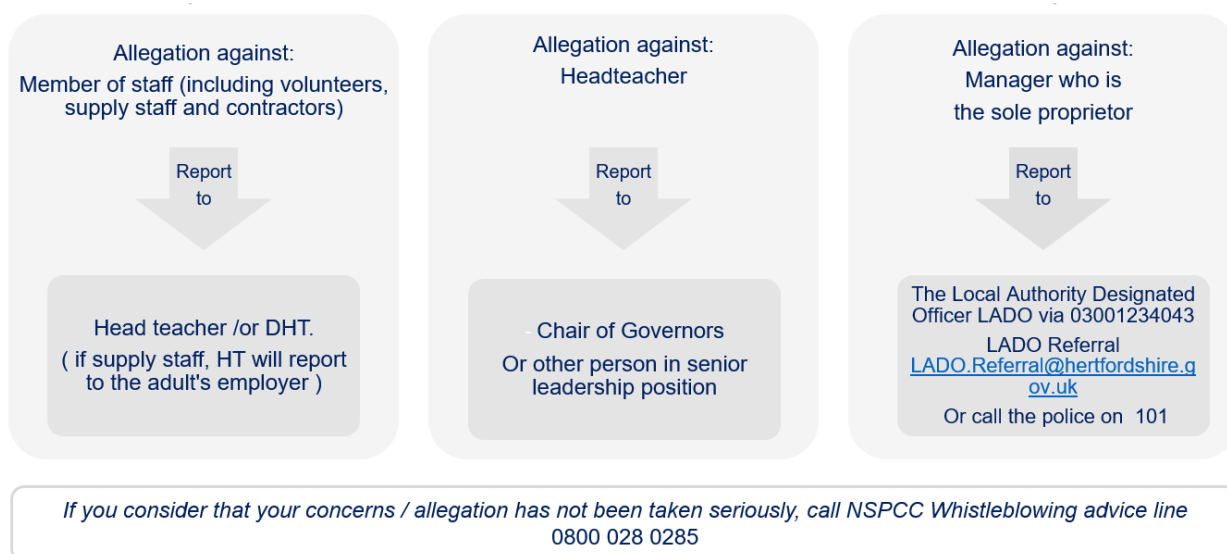 Allegation against:
Member of staff (including volunteers,
supply staff and contractors)
Report
to
Head teacher /or DHT.
( if supply staff, HT will report
to the adult's employer )
Allegation against:
Headteacher
Report
to
- Chair of Governors
Or other person in senior
leadership position
Allegation against:
Manager who is
the sole proprietor
Report
to
The Local Authority Designated
Officer LADO via 03001234043
LADO Referral
LADO.Referral@hertfordshire.g
ov.uk
Or call the police on 101
If you consider that your concerns / allegation has not been taken seriously, call NSPCC Whistleblowing advice line
0800 028 0285